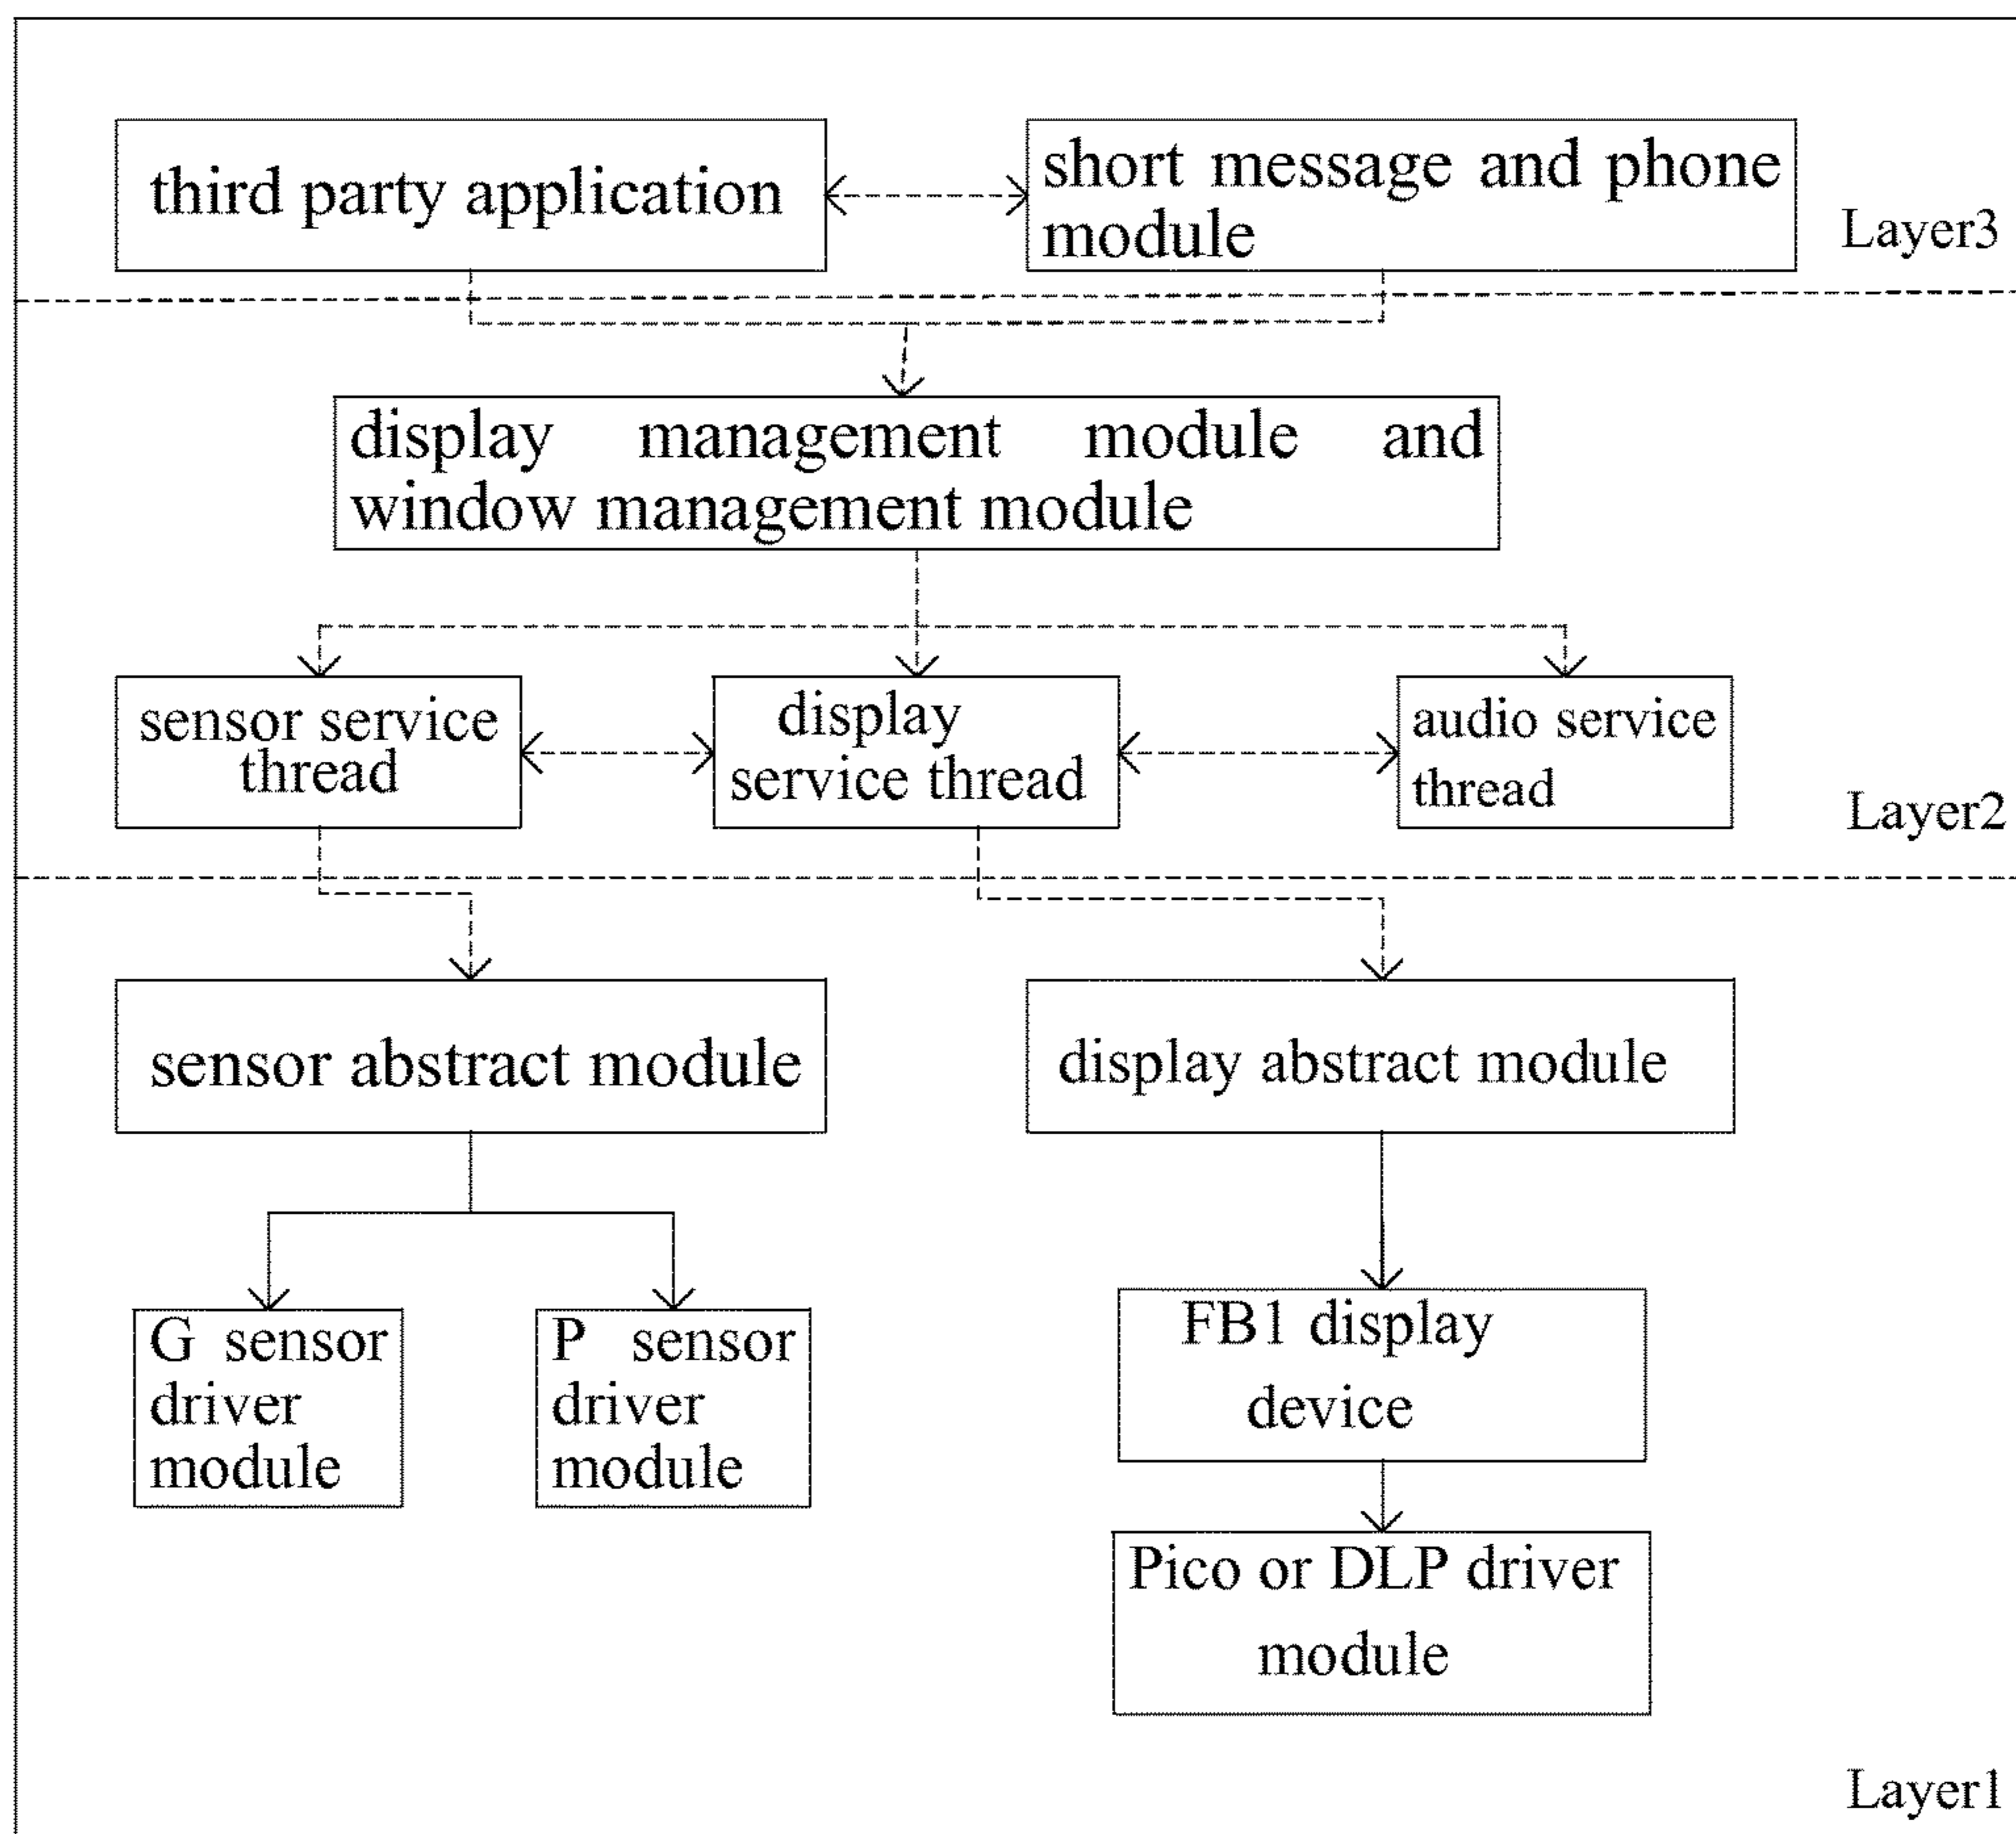 third party application
short message and phone
module
Layer3
display management module and
window management module
sensor service
thread
display
service thread
audio service
thread
Layer2
sensor abstract module
display abstract module
G sensor
driver
module
P sensor
driver
module
FB1 display
device
Pico or DLP driver
module
Layer1